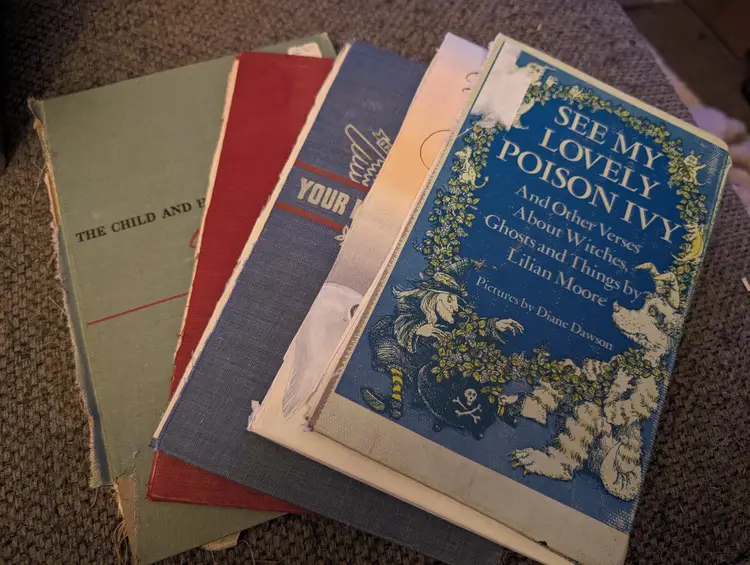 THE CHILD AND
YOUR
SEE MY
LOVELY
POISON IVY
And Other Verses
About Witches,
Ghosts and Things by
Lilian Moore
Pictures by Diane Dawson